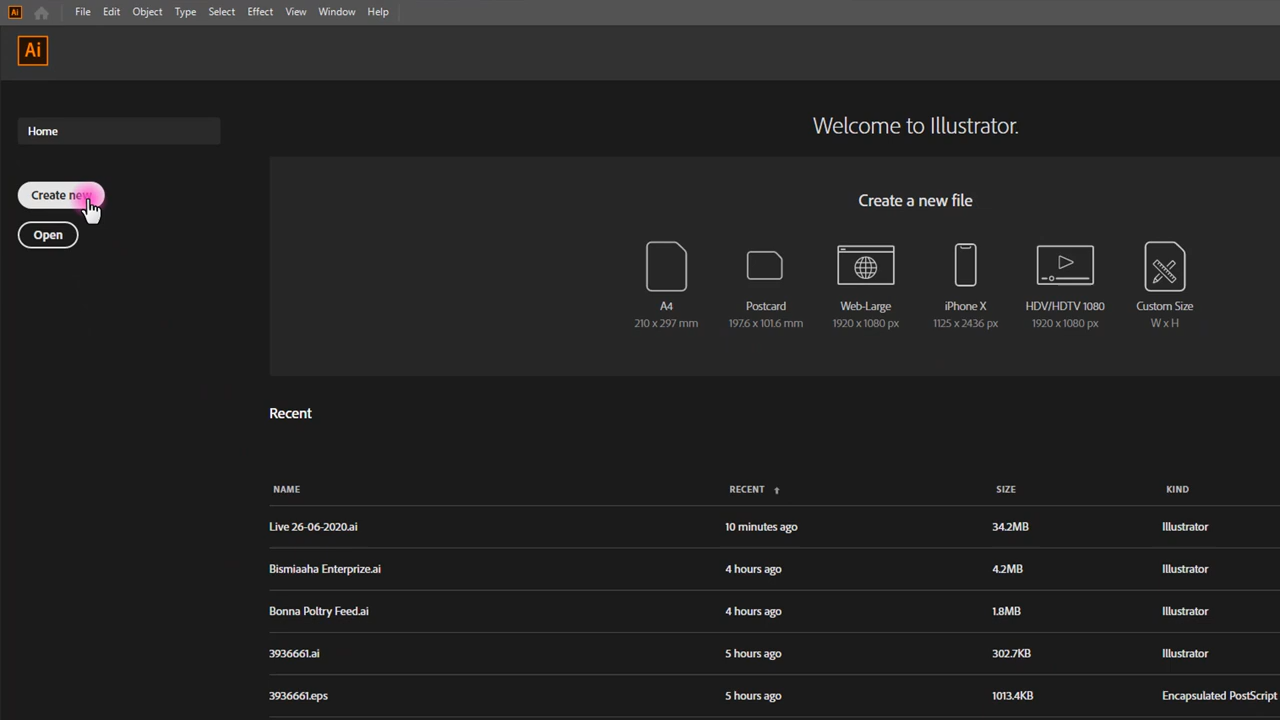 Ai File Edit Object Type Select Effect View Window Help
Ai
Home
Create new
Open
Welcome to Illustrator.
Create a new file
A4 Postcard Web-Large iPhone X HDV/HDTV 1080 Custom Size
210 x 297 mm 197.6 x 101.6 mm 1920 x 1080 px 1125 x 2436 px 1920 x 1080 px W x H
Recent
NAME RECENT SIZE KIND
Live 26-06-2020.ai 10 minutes ago 34.2MB Illustrator
Bismiaaha Enterprize.ai 4 hours ago 4.2MB Illustrator
Bonna Poltry Feed.ai 4 hours ago 1.8MB Illustrator
3936661.ai 5 hours ago 302.7KB Illustrator
3936661.eps 5 hours ago 1013.4KB Encapsulated PostScript